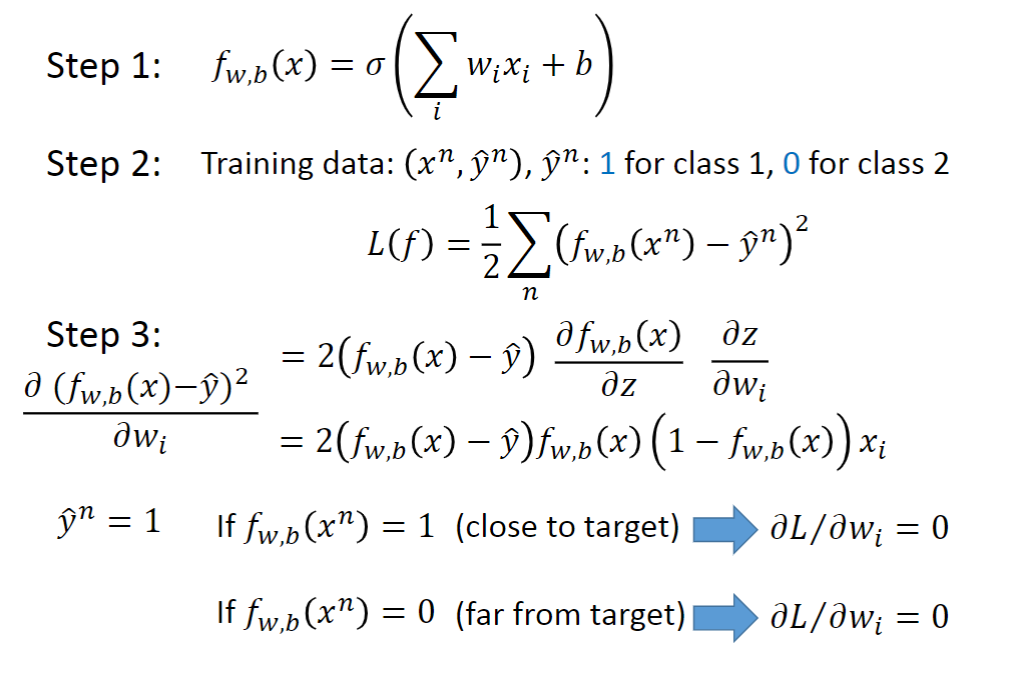 Step 1: f_{w,b}(x) = σ(∑_i w_i x_i + b)
Step 2: Training data: (x^n, ŷ^n), ŷ^n: 1 for class 1, 0 for class 2
L(f) = 1/2 ∑_n (f_{w,b}(x^n) − ŷ^n)^2
Step 3:
∂(f_{w,b}(x)−ŷ)^2 / ∂w_i = 2(f_{w,b}(x) − ŷ) ∂f_{w,b}(x)/∂z ∂z/∂w_i
= 2(f_{w,b}(x) − ŷ)f_{w,b}(x)(1 − f_{w,b}(x))x_i
ŷ^n = 1 If f_{w,b}(x^n) = 1 (close to target) ∂L/∂w_i = 0
If f_{w,b}(x^n) = 0 (far from target) ∂L/∂w_i = 0